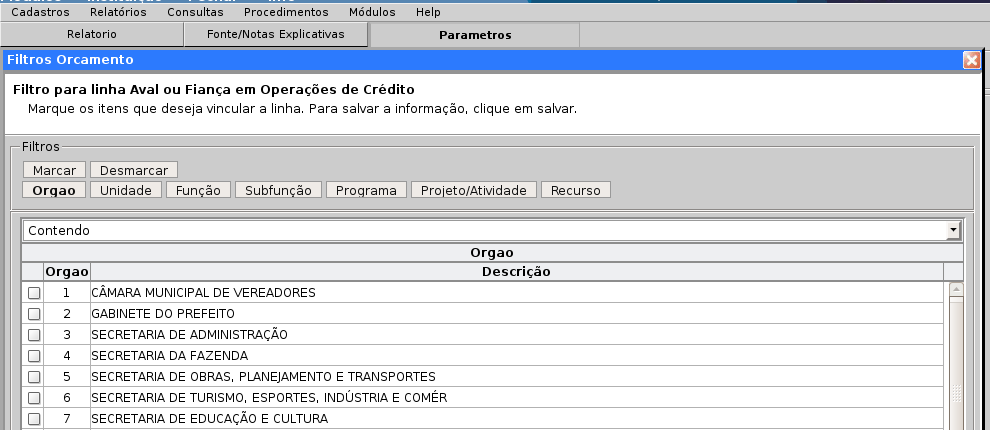 Cadastros Relatórios Consultas Procedimentos Módulos Help
Relatorio Fonte/Notas Explicativas Parametros
Filtros Orcamento
Filtro para linha Aval ou Fiança em Operações de Crédito
Marque os itens que deseja vincular a linha. Para salvar a informação, clique em salvar.
Filtros
Marcar Desmarcar
Orgao Unidade Função Subfunção Programa Projeto/Atividade Recurso
Contendo
Orgao
Orgao Descrição
1 CÂMARA MUNICIPAL DE VEREADORES
2 GABINETE DO PREFEITO
3 SECRETARIA DE ADMINISTRAÇÃO
4 SECRETARIA DA FAZENDA
5 SECRETARIA DE OBRAS, PLANEJAMENTO E TRANSPORTES
6 SECRETARIA DE TURISMO, ESPORTES, INDÚSTRIA E COMÉR
7 SECRETARIA DE EDUCAÇÃO E CULTURA